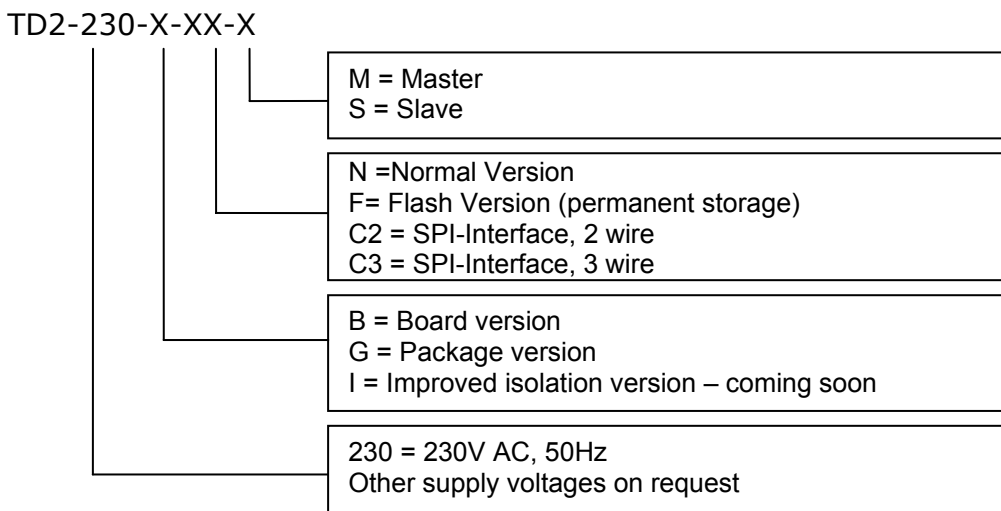 TD2-230-X-XX-X
M = Master
S = Slave
N =Normal Version
F= Flash Version (permanent storage)
C2 = SPI-Interface, 2 wire
C3 = SPI-Interface, 3 wire
B = Board version
G = Package version
I = Improved isolation version – coming soon
230 = 230V AC, 50Hz
Other supply voltages on request